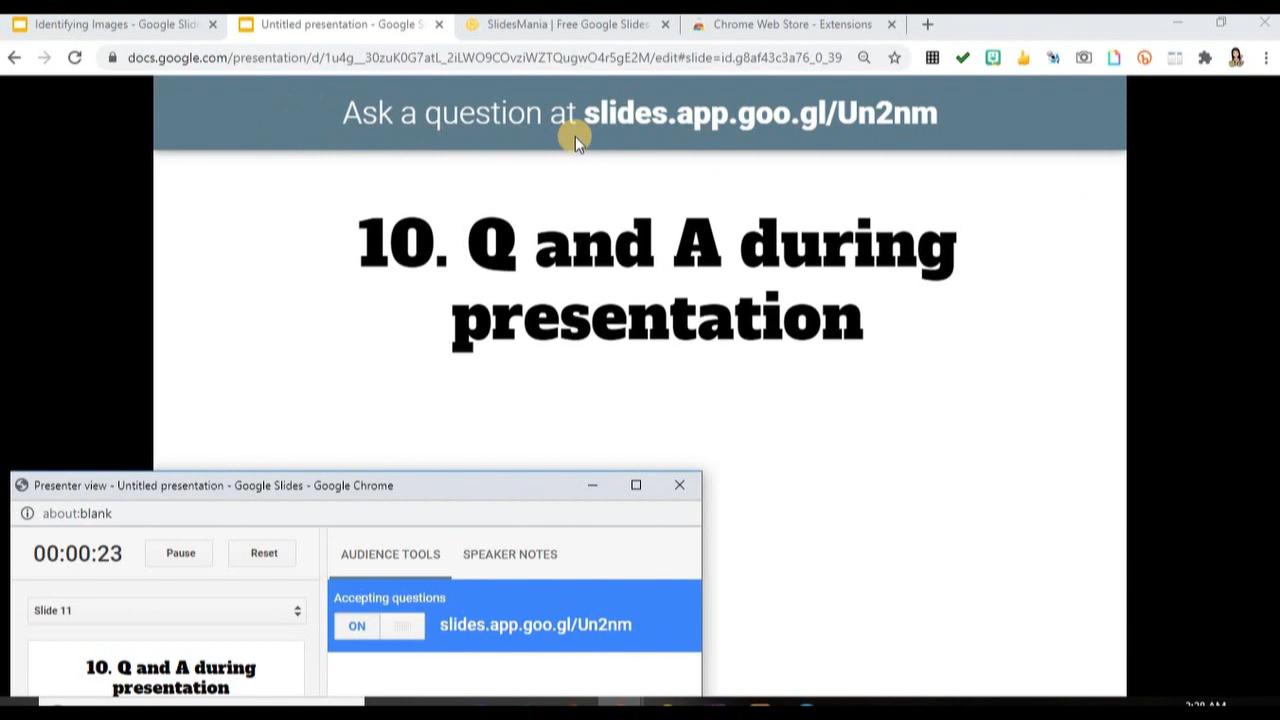 Identifying Images - Google Slid
Untitled presentation - Google S
SlidesMania | Free Google Slides
Chrome Web Store - Extensions
docs.google.com/presentation/d/1u4g__30zuK0G7atL_2iLWO9COvziWZTQugwO4r5gE2M/edit#slide=id.g8af43c3a76_0_39
Ask a question at slides.app.goo.gl/Un2nm
10. Q and A during
presentation
Presenter view - Untitled presentation - Google Slides - Google Chrome
about:blank
00:00:23 Pause Reset
AUDIENCE TOOLS SPEAKER NOTES
Accepting questions
ON slides.app.goo.gl/Un2nm
Slide 11
10. Q and A during
presentation